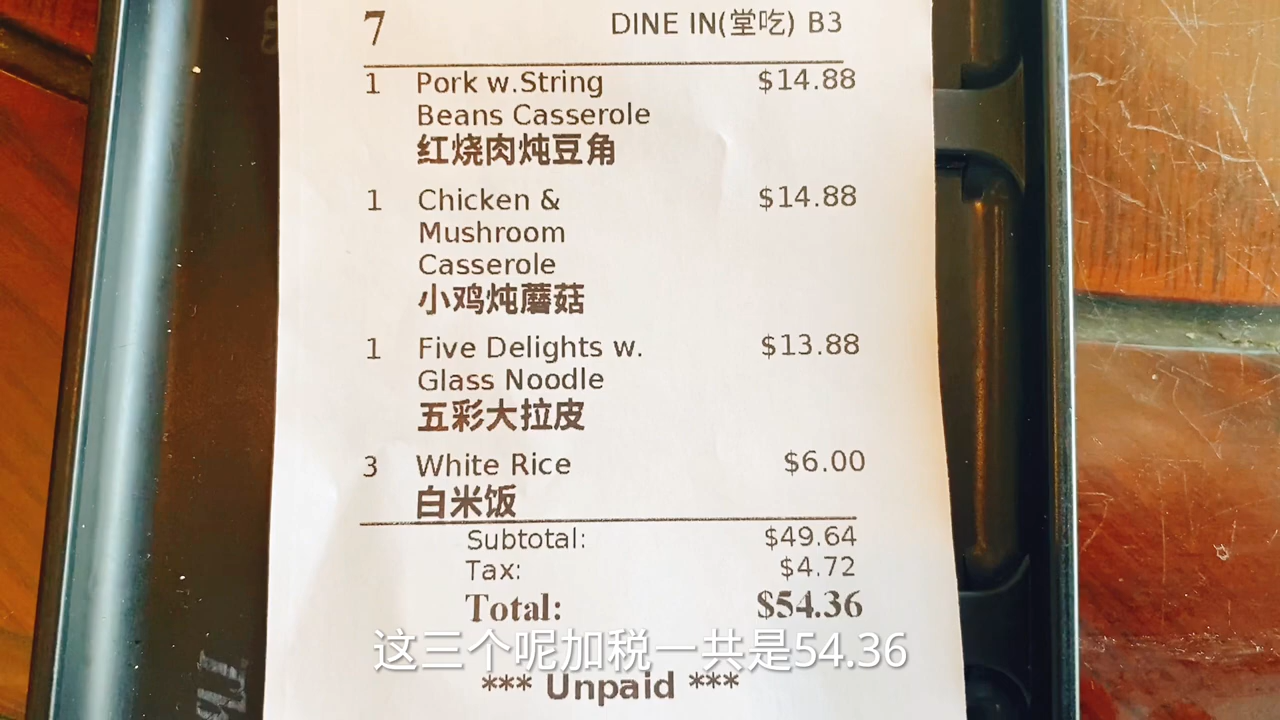 7 DINE IN(堂吃) B3
1 Pork w.String $14.88
Beans Casserole
红烧肉炖豆角
1 Chicken & $14.88
Mushroom
Casserole
小鸡炖蘑菇
1 Five Delights w. $13.88
Glass Noodle
五彩大拉皮
3 White Rice $6.00
白米饭
Subtotal: $49.64
Tax: $4.72
Total: $54.36
这三个呢加税一共是54.36
*** Unpaid ***